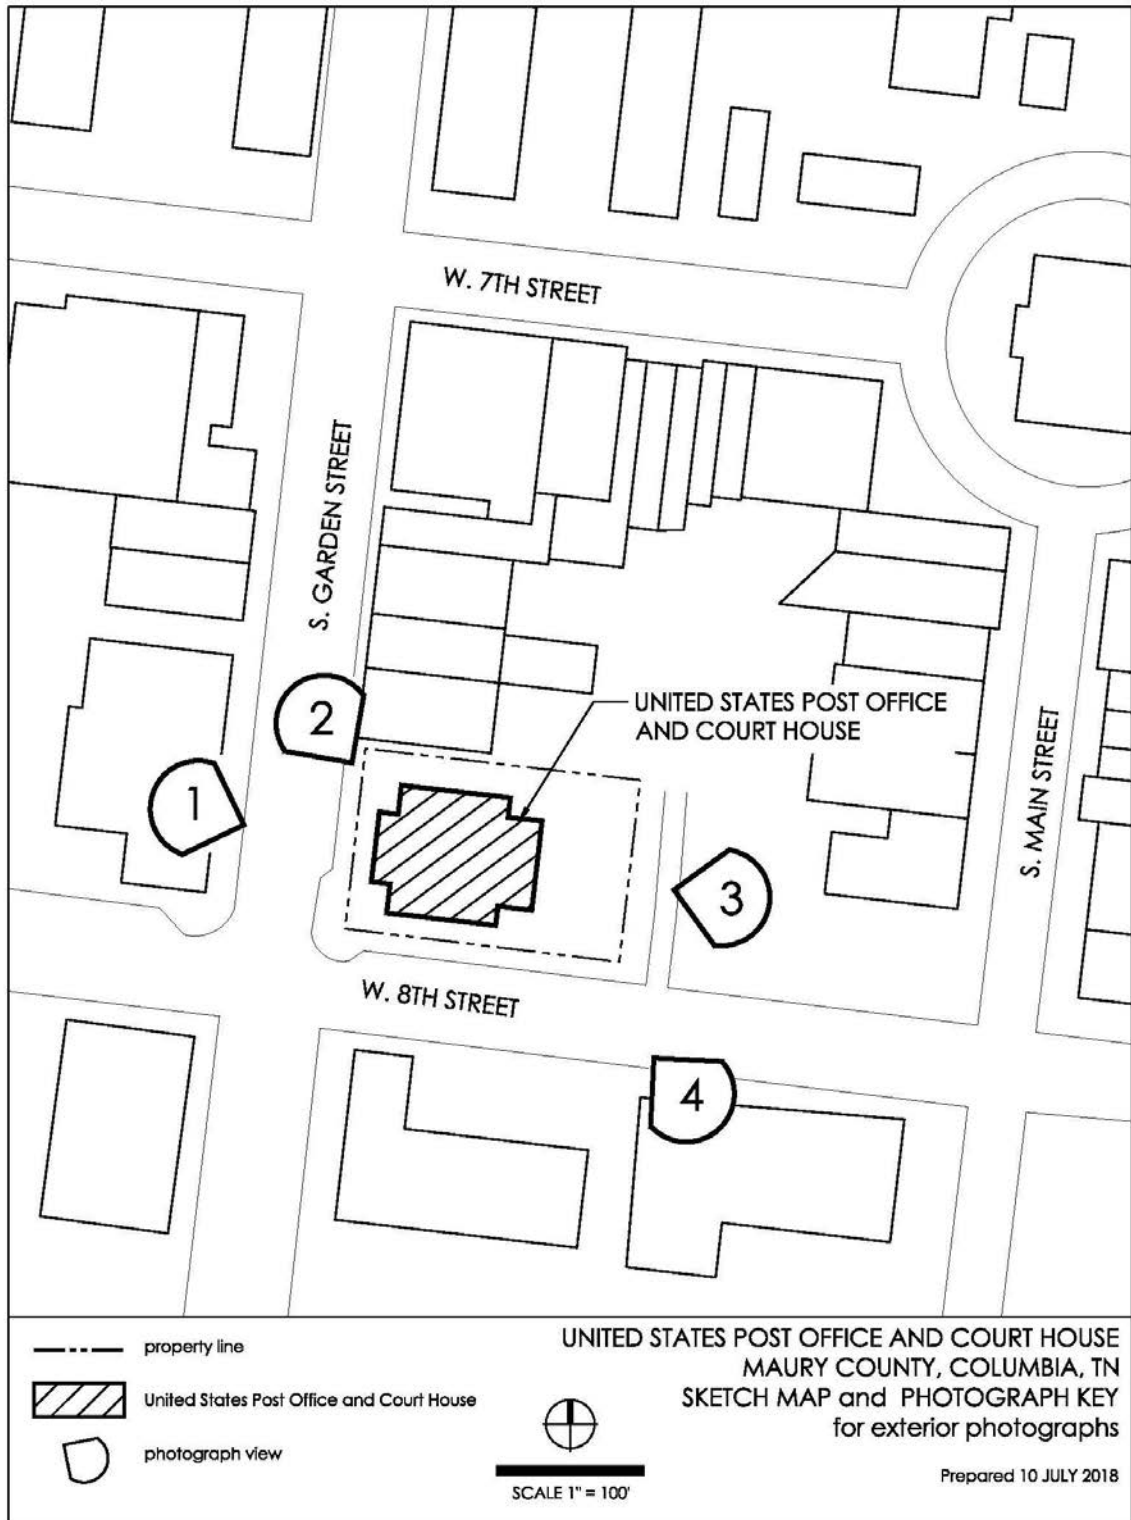 W. 7TH STREET
S. GARDEN STREET
2
UNITED STATES POST OFFICE
AND COURT HOUSE
1
S. MAIN STREET
3
W. 8TH STREET
4
property line
United States Post Office and Court House
photograph view
SCALE 1" = 100'
UNITED STATES POST OFFICE AND COURT HOUSE
MAURY COUNTY, COLUMBIA, TN
SKETCH MAP and PHOTOGRAPH KEY
for exterior photographs
Prepared 10 JULY 2018